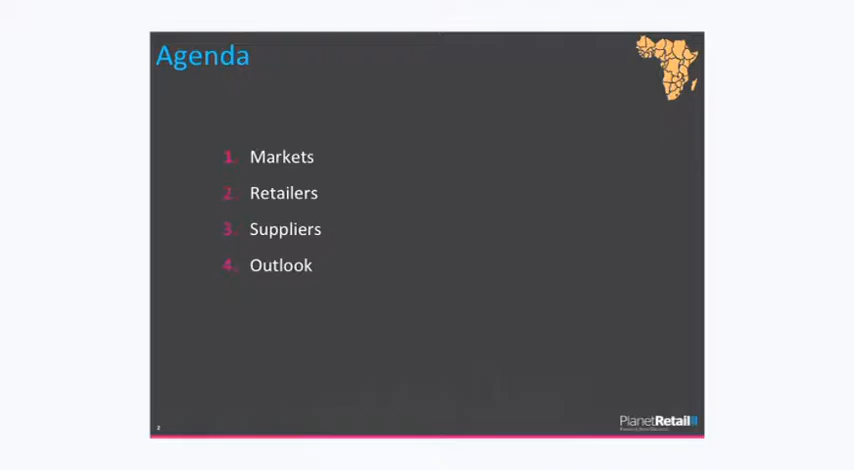 Agenda
1. Markets
2. Retailers
3. Suppliers
4. Outlook
2
PlanetRetail